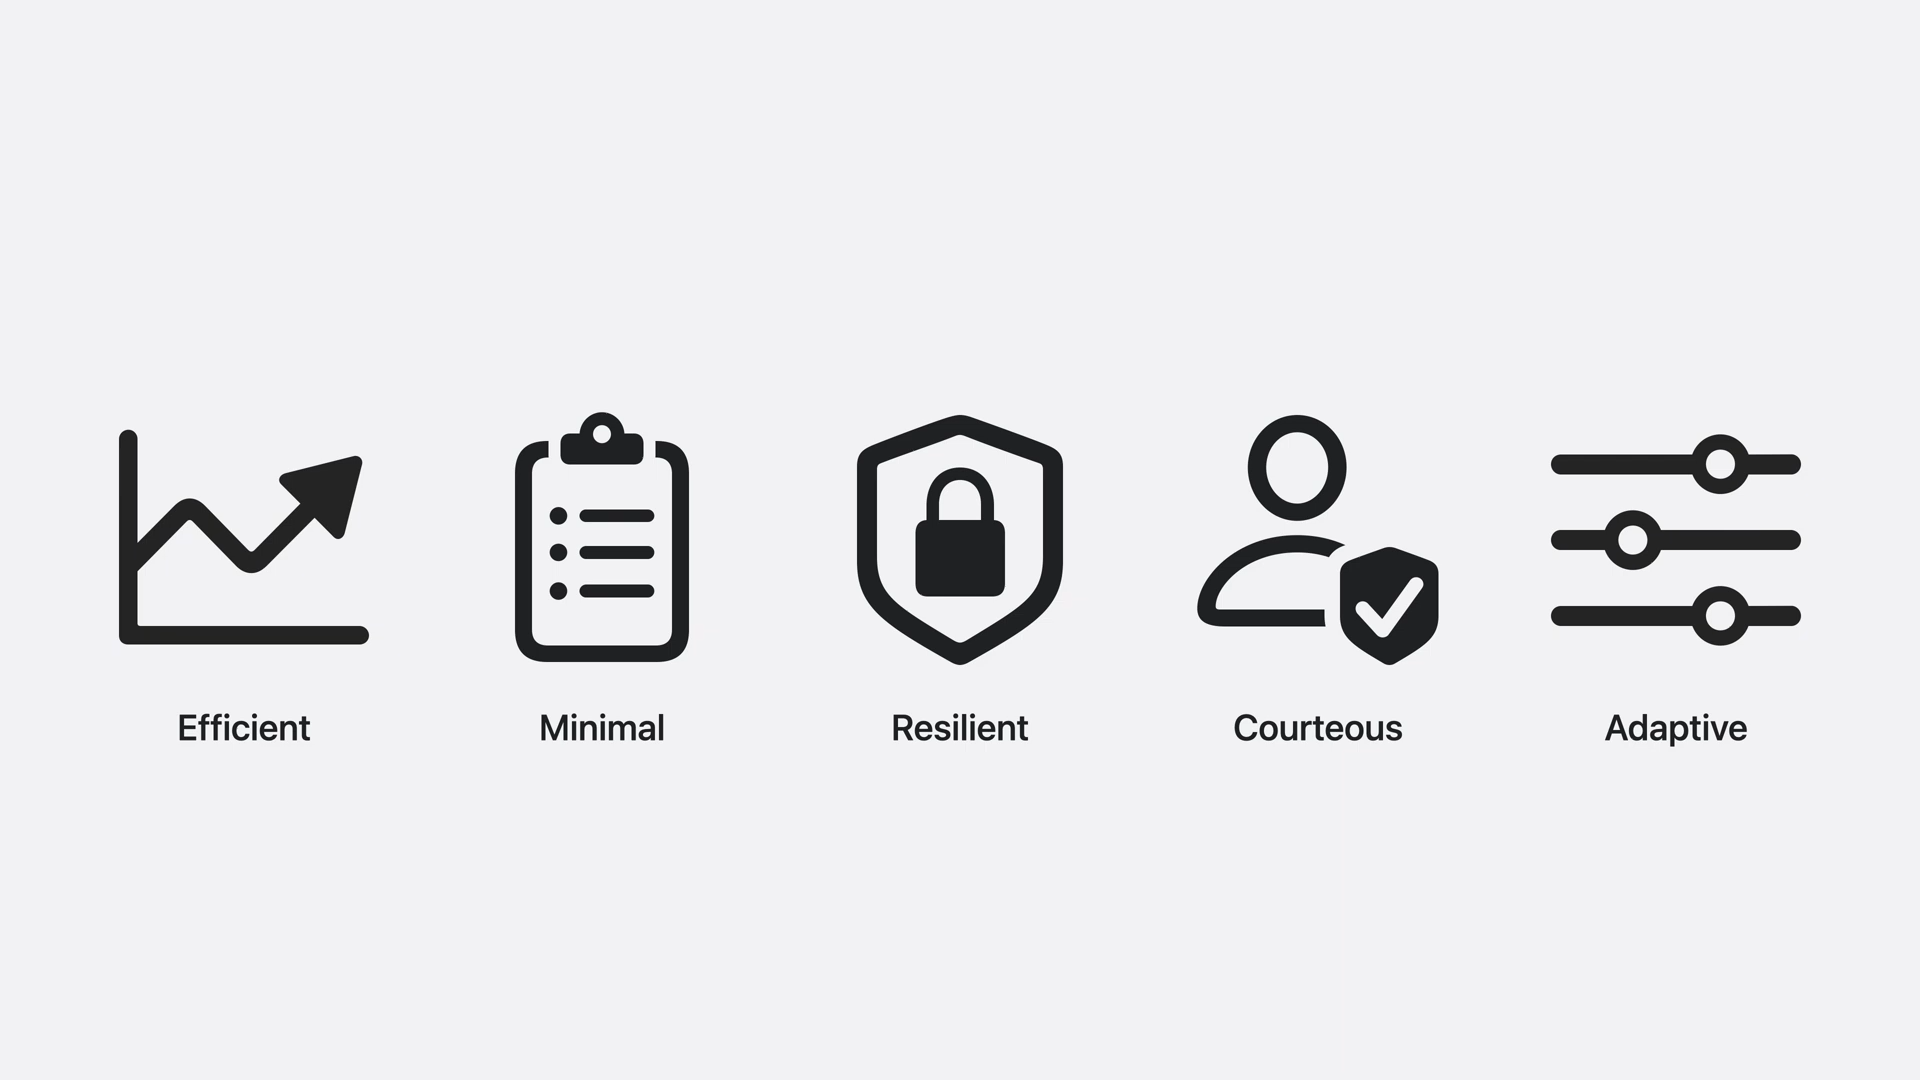 Efficient
Minimal
Resilient
Courteous
Adaptive